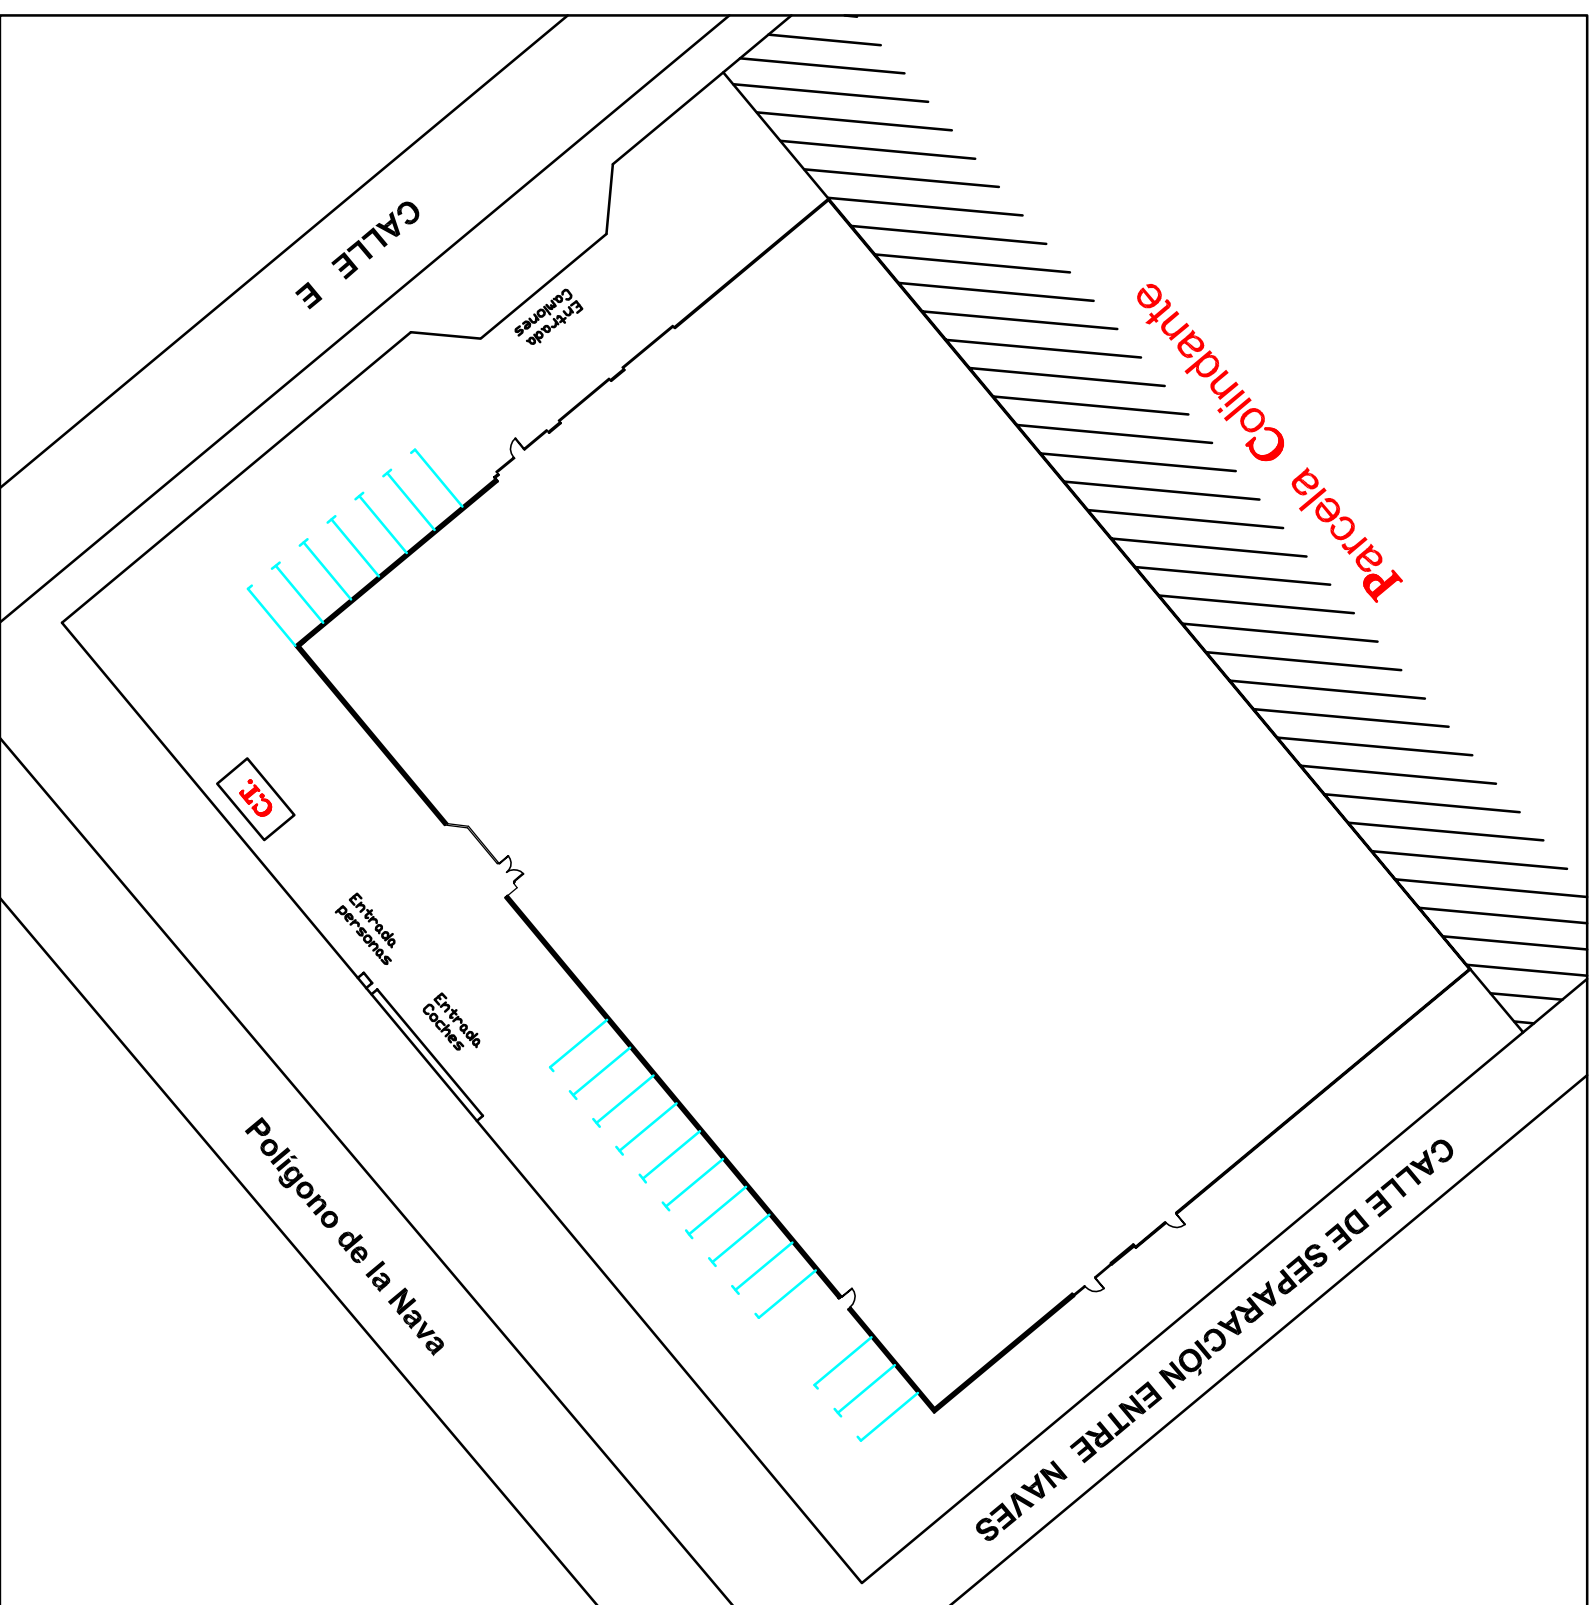 CALLE E
Entrada
Camiones
Parcela Colindante
C.T.
Entrada
personas
Entrada
Coches
Polígono de la Nava
CALLE DE SEPARACIÓN ENTRE NAVES